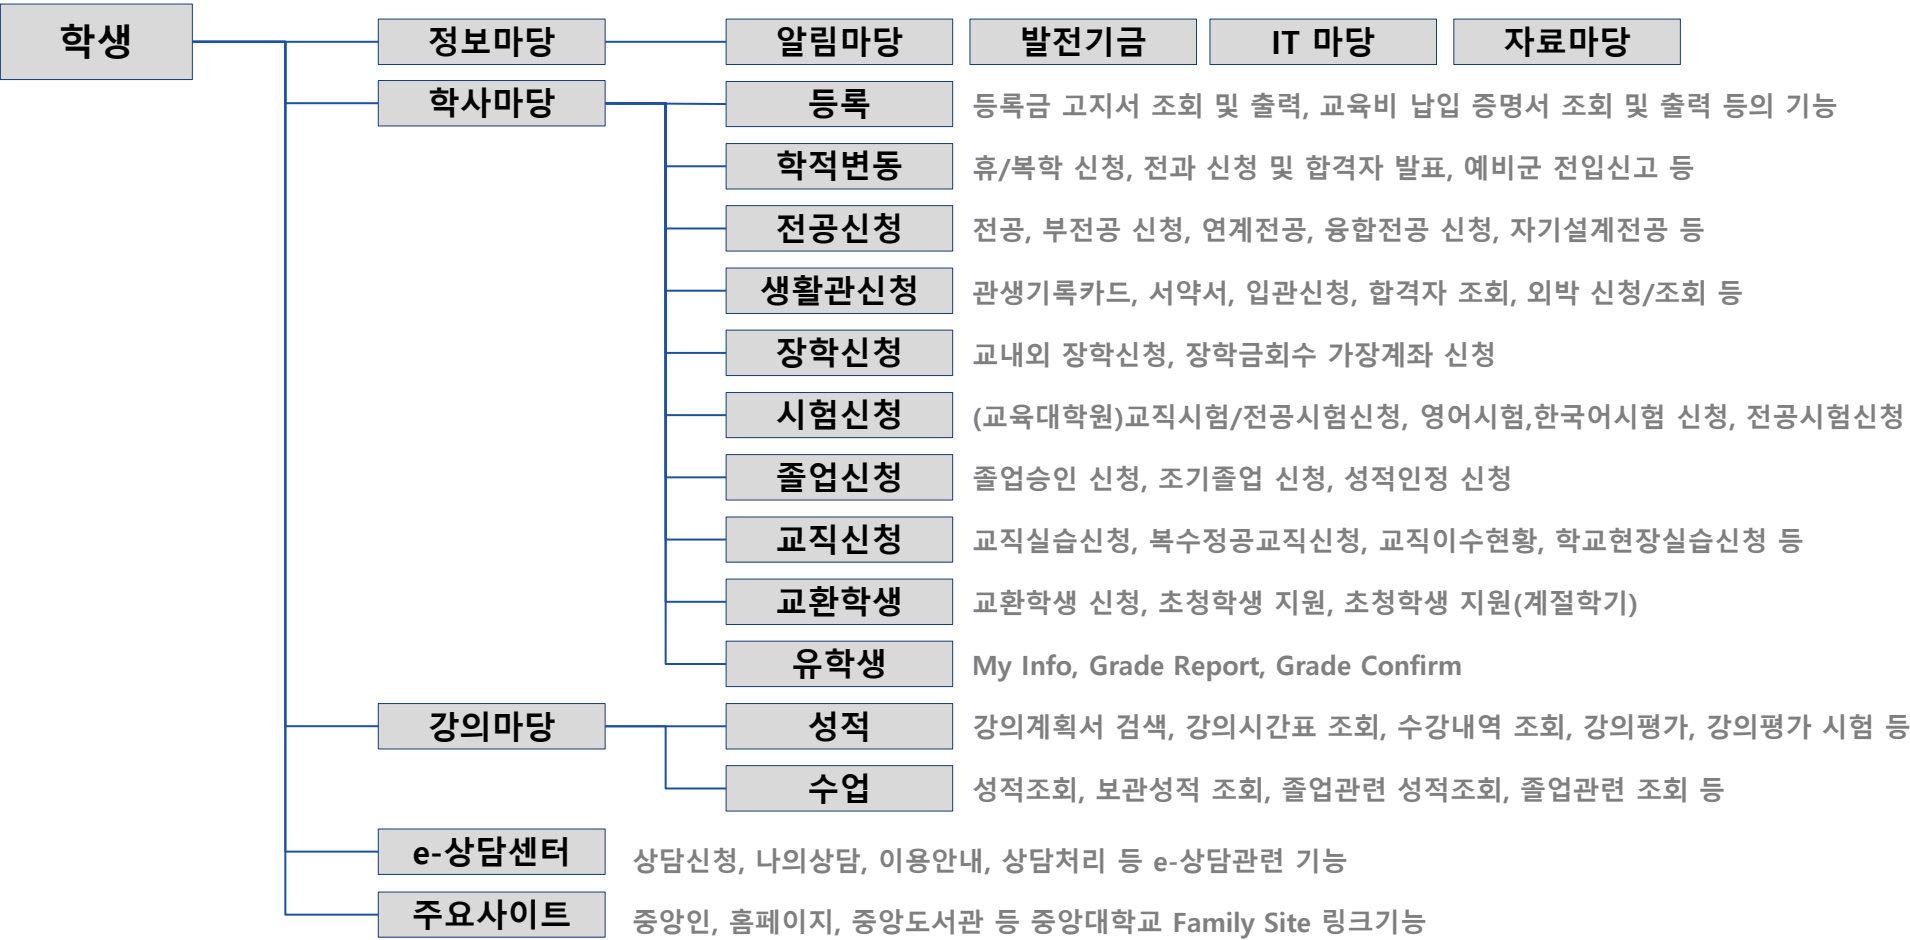 학생 정보마당 알림마당 발전기금 IT 마당 자료마당
학사마당 등록 등록금 고지서 조회 및 출력, 교육비 납입 증명서 조회 및 출력 등의 기능
학적변동 휴/복학 신청, 전과 신청 및 합격자 발표, 예비군 전입신고 등
전공신청 전공, 부전공 신청, 연계전공, 융합전공 신청, 자기설계전공 등
생활관신청 관생기록카드, 서약서, 입관신청, 합격자 조회, 외박 신청/조회 등
장학신청 교내외 장학신청, 장학금회수 가장계좌 신청
시험신청 (교육대학원)교직시험/전공시험신청, 영어시험,한국어시험 신청, 전공시험신청
졸업신청 졸업승인 신청, 조기졸업 신청, 성적인정 신청
교직신청 교직실습신청, 복수정공교직신청, 교직이수현황, 학교현장실습신청 등
교환학생 교환학생 신청, 초청학생 지원, 초청학생 지원(계절학기)
유학생 My Info, Grade Report, Grade Confirm
강의마당 성적 강의계획서 검색, 강의시간표 조회, 수강내역 조회, 강의평가, 강의평가 시험 등
수업 성적조회, 보관성적 조회, 졸업관련 성적조회, 졸업관련 조회 등
e-상담센터 상담신청, 나의상담, 이용안내, 상담처리 등 e-상담관련 기능
주요사이트 중앙인, 홈페이지, 중앙도서관 등 중앙대학교 Family Site 링크기능